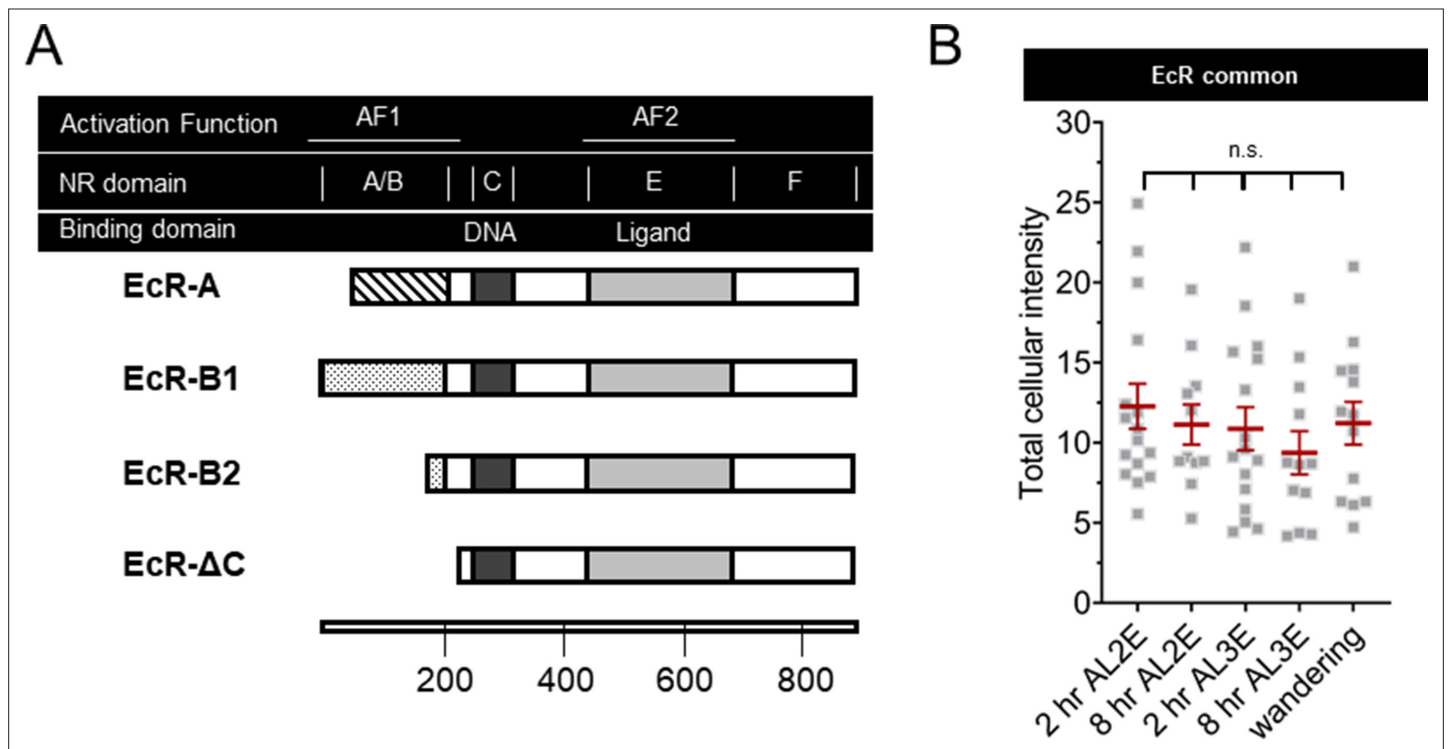 A
Activation Function AF1 AF2
NR domain A/B C E F
Binding domain DNA Ligand
EcR-A
EcR-B1
EcR-B2
EcR-ΔC
200 400 600 800
B
EcR common
n.s.
Total cellular intensity
30
25
20
15
10
5
0
2 hr AL2E
8 hr AL2E
2 hr AL3E
8 hr AL3E
wandering